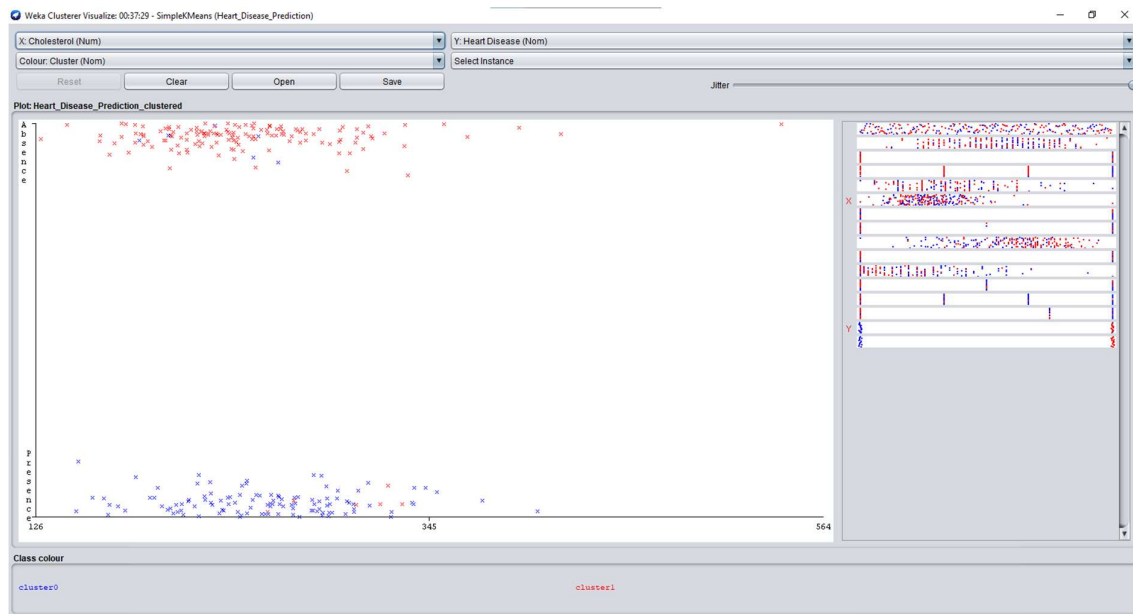 Weka Clusterer Visualize: 00:37:29 - SimpleKMeans (Heart_Disease_Prediction)
X: Cholesterol (Num)
Y: Heart Disease (Nom)
Colour: Cluster (Nom)
Select Instance
Reset
Clear
Open
Save
Jitter
Plot: Heart_Disease_Prediction_clustered
Absence
Presence
126
345
564
X
Y
Class colour
cluster0
cluster1